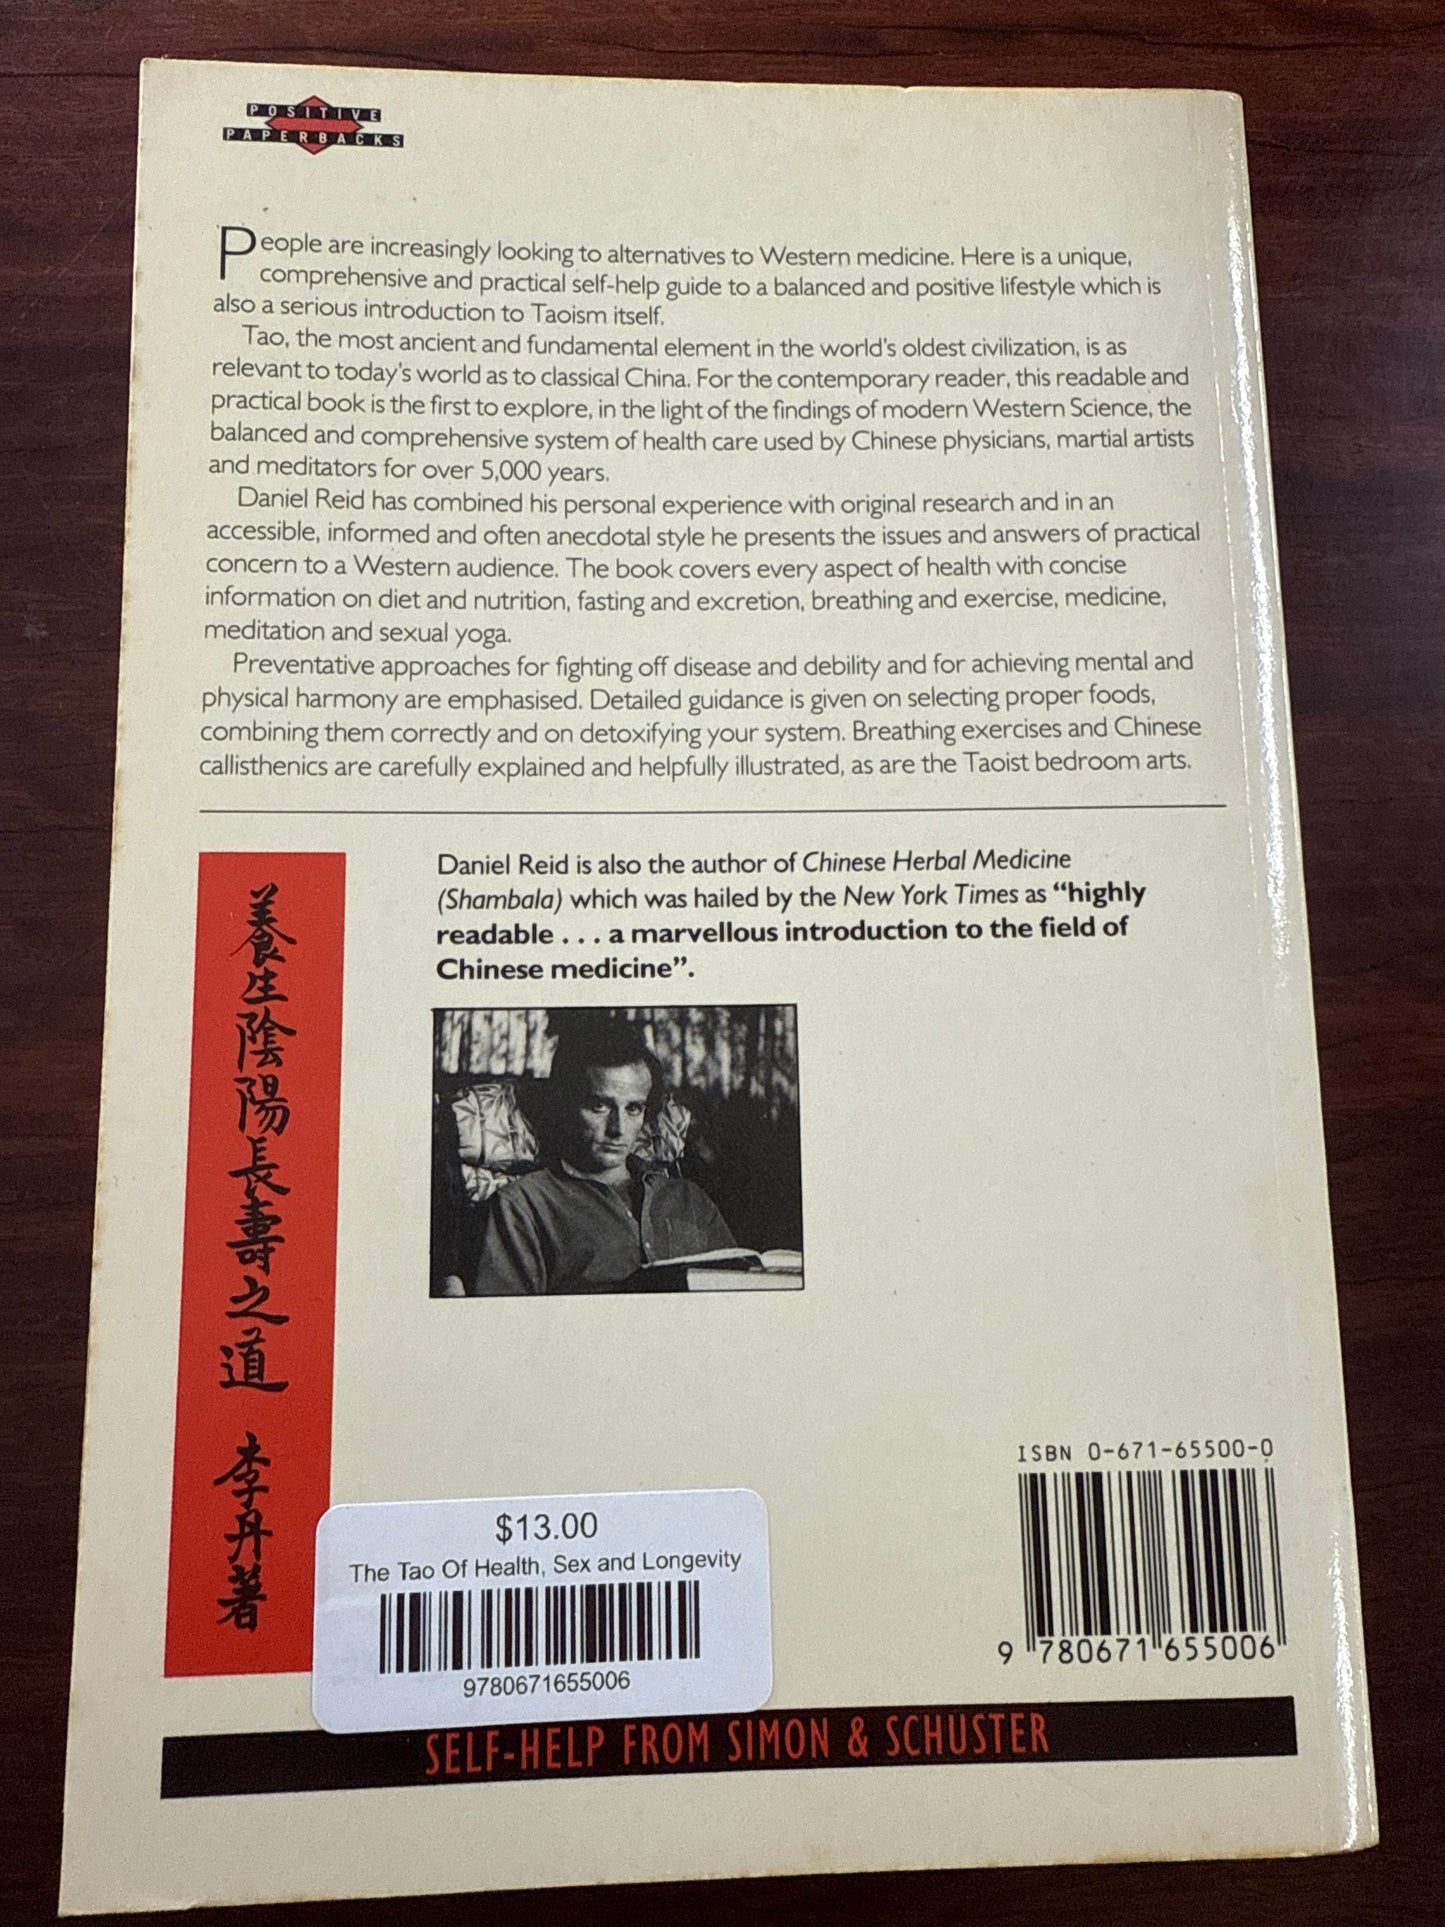 POSITIVE
PAPERBACKS
People are increasingly looking to alternatives to Western medicine. Here is a unique,
comprehensive and practical self-help guide to a balanced and positive lifestyle which is
also a serious introduction to Taoism itself.
Tao, the most ancient and fundamental element in the world's oldest civilization, is as
relevant to today's world as to classical China. For the contemporary reader, this readable and
practical book is the first to explore, in the light of the findings of modern Western Science, the
balanced and comprehensive system of health care used by Chinese physicians, martial artists
and meditators for over 5,000 years.
Daniel Reid has combined his personal experience with original research and in an
accessible, informed and often anecdotal style he presents the issues and answers of practical
concern to a Western audience. The book covers every aspect of health with concise
information on diet and nutrition, fasting and excretion, breathing and exercise, medicine,
meditation and sexual yoga.
Preventative approaches for fighting off disease and debility and for achieving mental and
physical harmony are emphasised. Detailed guidance is given on selecting proper foods,
combining them correctly and on detoxifying your system. Breathing exercises and Chinese
callisthenics are carefully explained and helpfully illustrated, as are the Taoist bedroom arts.
養生陰陽長壽之道 李丹著
Daniel Reid is also the author of Chinese Herbal Medicine
(Shambala) which was hailed by the New York Times as “highly
readable . . . a marvellous introduction to the field of
Chinese medicine”.
ISBN 0-671-65500-0
9 780671 655006
$13.00
The Tao Of Health, Sex and Longevity
9780671655006
SELF-HELP FROM SIMON & SCHUSTER